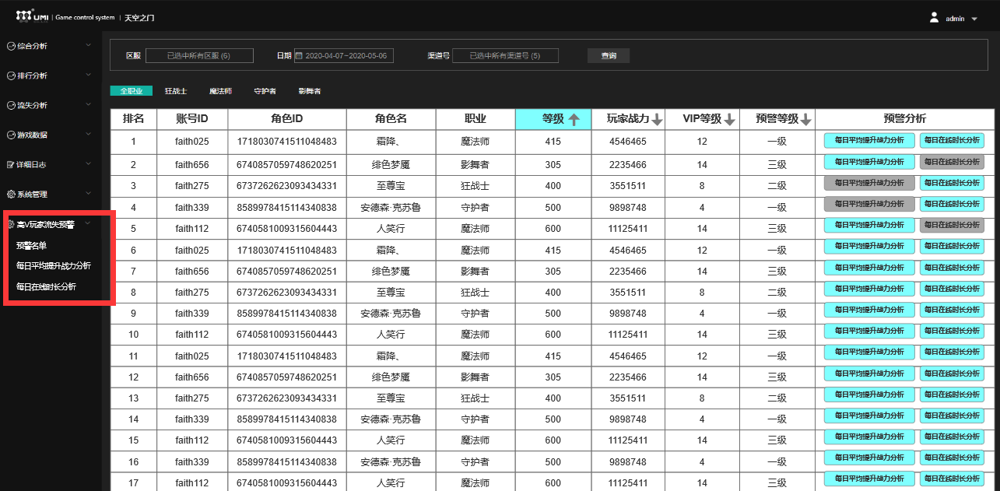 UMI | Game control system | 天空之门
admin
综合分析
排行分析
流失分析
游戏数据
详细日志
系统管理
高V玩家流失预警
预警名单
每日平均提升战力分析
每日在线时长分析
区服 已选中所有区服 (6) 日期 2020-04-07~2020-05-06 渠道号 已选中所有渠道号 (5) 查询
全职业 狂战士 魔法师 守护者 影舞者
排名 账号ID 角色ID 角色名 职业 等级 玩家战力 VIP等级 预警等级 预警分析
1 faith025 1718030741511048483 霜降、 魔法师 415 4546465 12 一级 每日平均提升战力分析 每日在线时长分析
2 faith656 6740857059748620251 绯色梦魇 影舞者 305 2235466 14 三级 每日平均提升战力分析 每日在线时长分析
3 faith275 6737262623093434331 至尊宝 狂战士 400 3551511 8 二级 每日平均提升战力分析 每日在线时长分析
4 faith339 8589978415114340838 安德森·克苏鲁 守护者 500 9898748 4 一级 每日平均提升战力分析 每日在线时长分析
5 faith112 6740581009315604443 人笑行 魔法师 600 11125411 14 三级 每日平均提升战力分析 每日在线时长分析
6 faith025 1718030741511048483 霜降、 魔法师 415 4546465 12 一级 每日平均提升战力分析 每日在线时长分析
7 faith656 6740857059748620251 绯色梦魇 影舞者 305 2235466 14 三级 每日平均提升战力分析 每日在线时长分析
8 faith275 6737262623093434331 至尊宝 狂战士 400 3551511 8 二级 每日平均提升战力分析 每日在线时长分析
9 faith339 8589978415114340838 安德森·克苏鲁 守护者 500 9898748 4 一级 每日平均提升战力分析 每日在线时长分析
10 faith112 6740581009315604443 人笑行 魔法师 600 11125411 14 三级 每日平均提升战力分析 每日在线时长分析
11 faith025 1718030741511048483 霜降、 魔法师 415 4546465 12 一级 每日平均提升战力分析 每日在线时长分析
12 faith656 6740857059748620251 绯色梦魇 影舞者 305 2235466 14 三级 每日平均提升战力分析 每日在线时长分析
13 faith275 6737262623093434331 至尊宝 狂战士 400 3551511 8 二级 每日平均提升战力分析 每日在线时长分析
14 faith339 8589978415114340838 安德森·克苏鲁 守护者 500 9898748 4 一级 每日平均提升战力分析 每日在线时长分析
15 faith112 6740581009315604443 人笑行 魔法师 600 11125411 14 三级 每日平均提升战力分析 每日在线时长分析
16 faith339 8589978415114340838 安德森·克苏鲁 守护者 500 9898748 4 一级 每日平均提升战力分析 每日在线时长分析
17 faith112 6740581009315604443 人笑行 魔法师 600 11125411 14 三级 每日平均提升战力分析 每日在线时长分析